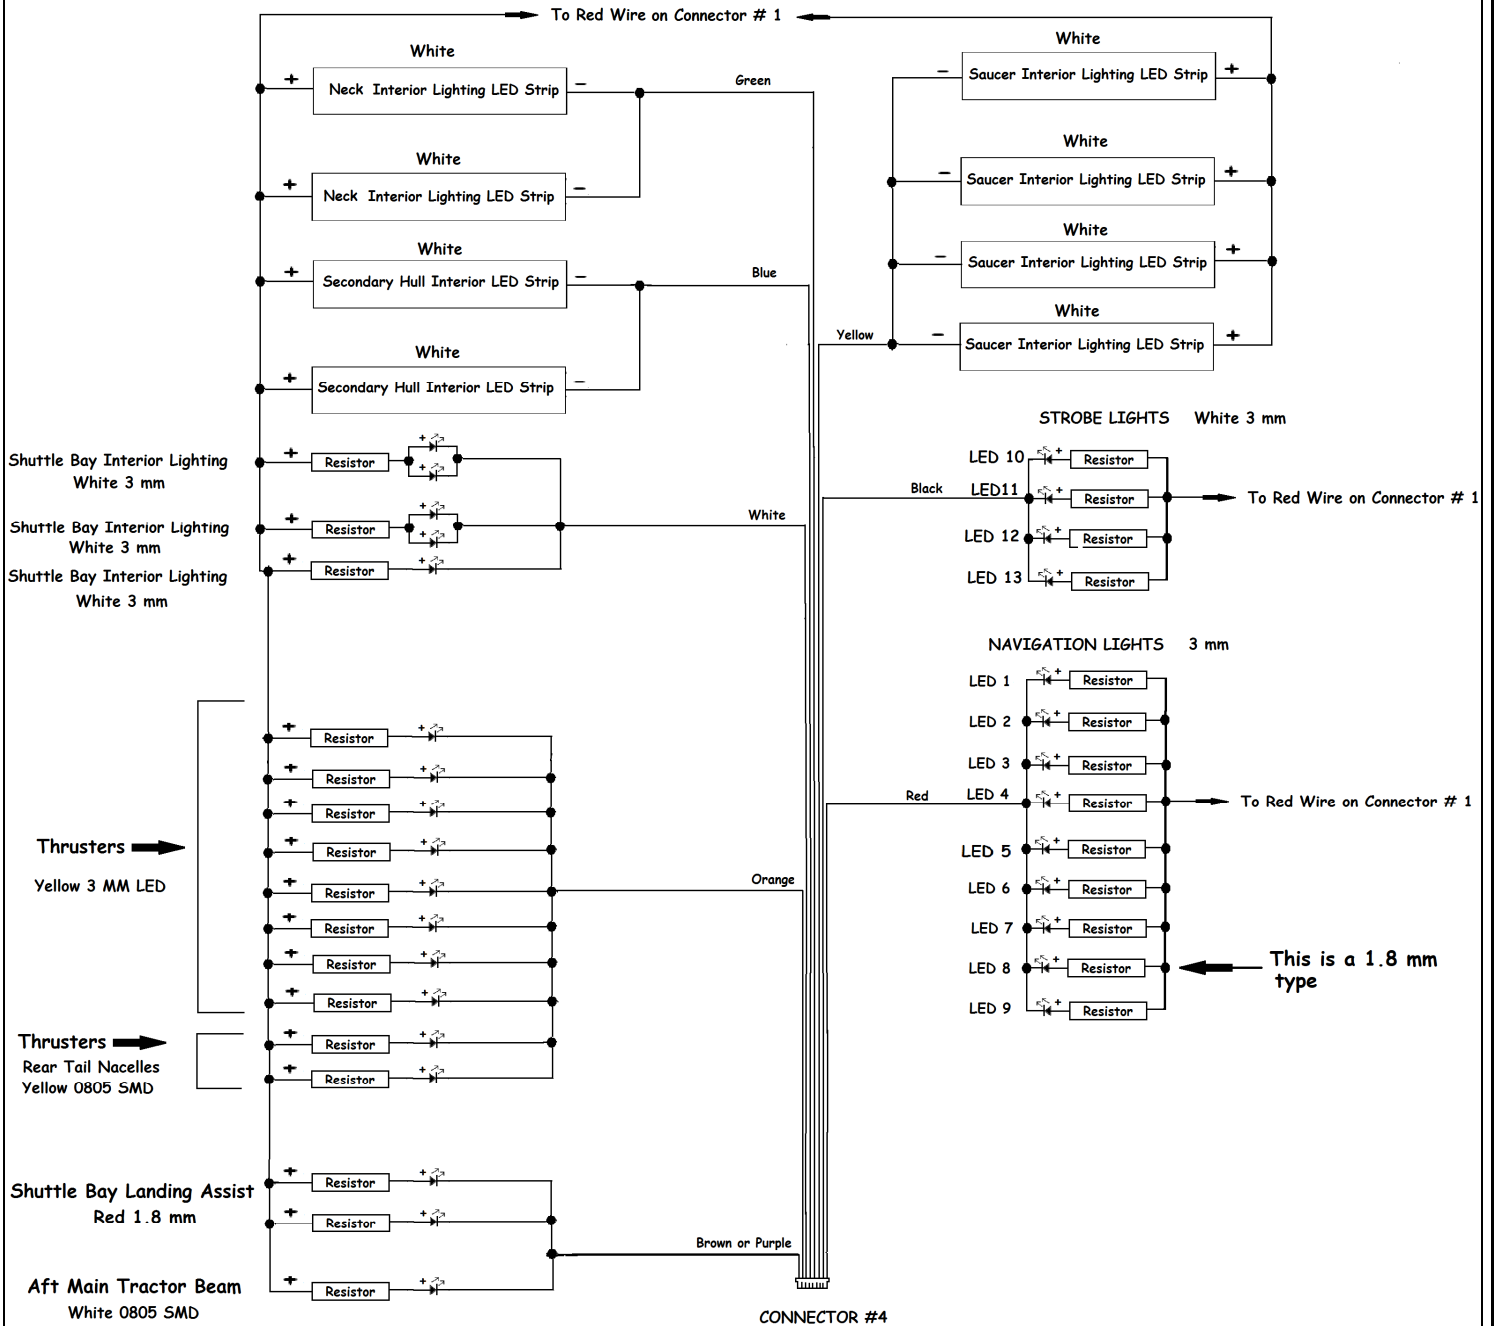 To Red Wire on Connector # 1
White
+ Neck Interior Lighting LED Strip −
Green
White
+ Neck Interior Lighting LED Strip −
White
+ Secondary Hull Interior LED Strip −
Blue
White
+ Secondary Hull Interior LED Strip −
Shuttle Bay Interior Lighting
White 3 mm
+ Resistor +
Shuttle Bay Interior Lighting
White 3 mm
+ Resistor +
White
Shuttle Bay Interior Lighting
White 3 mm
+ Resistor +
Thrusters
Yellow 3 MM LED
+ Resistor +
+ Resistor +
+ Resistor +
+ Resistor +
+ Resistor +
+ Resistor +
+ Resistor +
+ Resistor +
Orange
Thrusters
Rear Tail Nacelles
Yellow 0805 SMD
+ Resistor +
+ Resistor +
Shuttle Bay Landing Assist
Red 1.8 mm
+ Resistor +
+ Resistor +
Brown or Purple
Aft Main Tractor Beam
White 0805 SMD
+ Resistor +
CONNECTOR #4
White
− Saucer Interior Lighting LED Strip +
White
− Saucer Interior Lighting LED Strip +
White
− Saucer Interior Lighting LED Strip +
White
Yellow
− Saucer Interior Lighting LED Strip +
STROBE LIGHTS White 3 mm
LED 10 + Resistor
Black
LED11 + Resistor
To Red Wire on Connector # 1
LED 12 + Resistor
LED 13 + Resistor
NAVIGATION LIGHTS 3 mm
LED 1 + Resistor
LED 2 + Resistor
LED 3 + Resistor
Red
LED 4 + Resistor
To Red Wire on Connector # 1
LED 5 + Resistor
LED 6 + Resistor
LED 7 + Resistor
LED 8 + Resistor
This is a 1.8 mm
type
LED 9 + Resistor